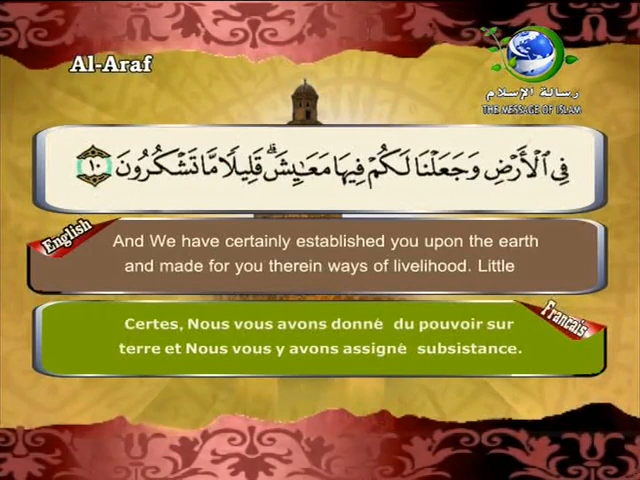 Al-Araf
رسالة الإسلام
THE MESSAGE OF ISLAM
فِي ٱلْأَرْضِ وَجَعَلْنَا لَكُمْ فِيهَا مَعَـٰيِشَ ۗ قَلِيلًا مَّا تَشْكُرُونَ ١٠
English
And We have certainly established you upon the earth
and made for you therein ways of livelihood. Little
Francais
Certes, Nous vous avons donné du pouvoir sur
terre et Nous vous y avons assigné subsistance.